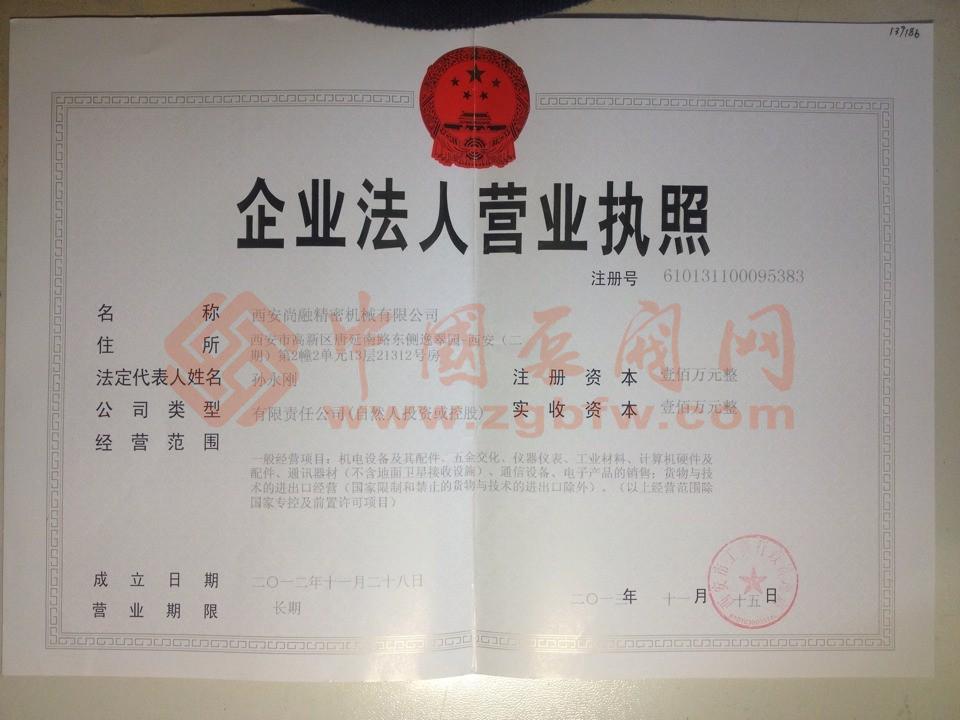 139186
企业法人营业执照
注册号 610131100095383
名称 西安尚融精密机械有限公司
住所 西安市高新区唐延南路东侧逸翠园-西安（二
期）第2幢2单元13层21312号房
法定代表人姓名 孙永刚 注册资本 壹佰万元整
公司类型 有限责任公司(自然人投资或控股) 实收资本 壹佰万元整
经营范围
一般经营项目：机电设备及其配件、五金交化、仪器仪表、工业材料、计算机硬件及
配件、通讯器材（不含地面卫星接收设施）、通信设备、电子产品的销售；货物与技
术的进出口经营（国家限制和禁止的货物与技术的进出口除外）。（以上经营范围除
国家专控及前置许可项目）
成立日期 二〇一二年十一月二十八日
营业期限 长期
二〇一三年 十一月 十五日
中国泵阀网
www.zgbfw.com